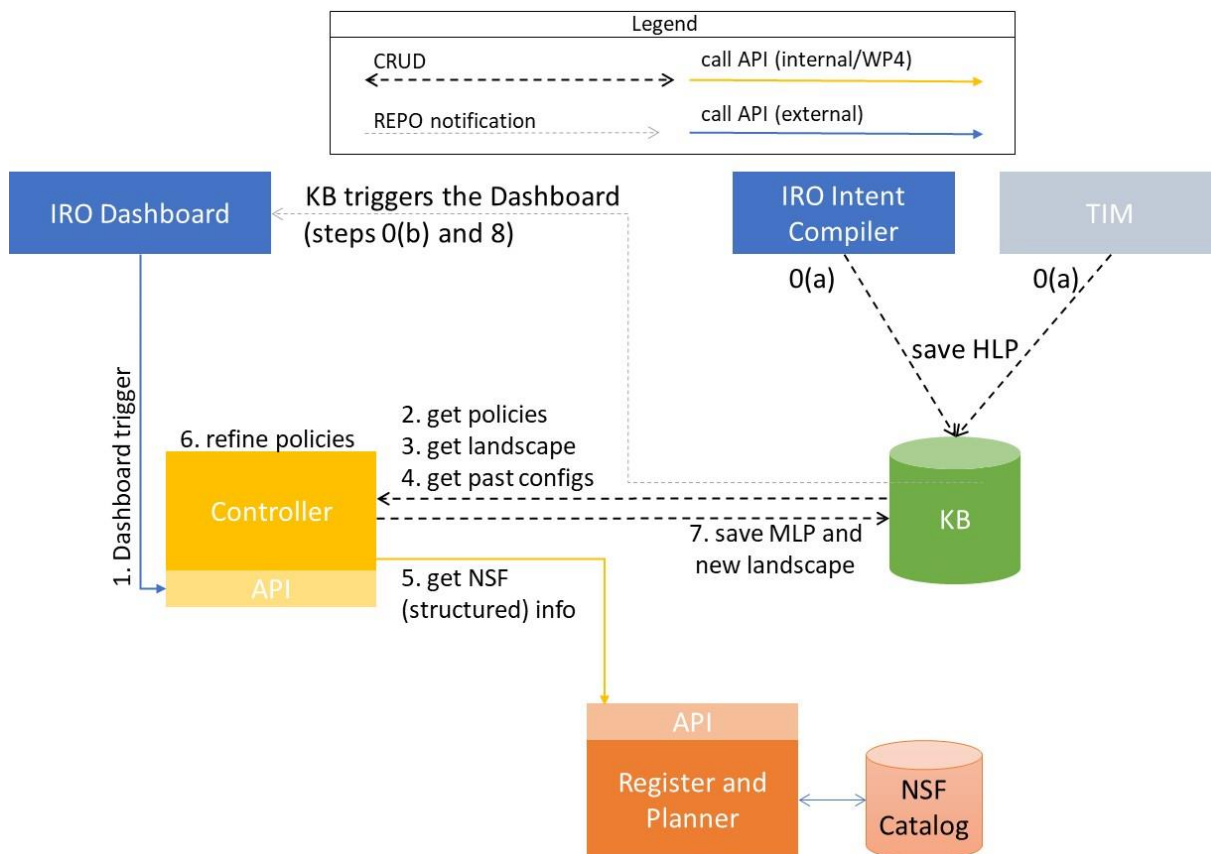 Legend
CRUD
call API (internal/WP4)
REPO notification
call API (external)
IRO Dashboard
KB triggers the Dashboard
(steps 0(b) and 8)
IRO Intent
Compiler
TIM
0(a)
0(a)
save HLP
1. Dashboard trigger
6. refine policies
2. get policies
3. get landscape
4. get past configs
Controller
API
KB
7. save MLP and
new landscape
5. get NSF
(structured) info
API
Register and
Planner
NSF
Catalog